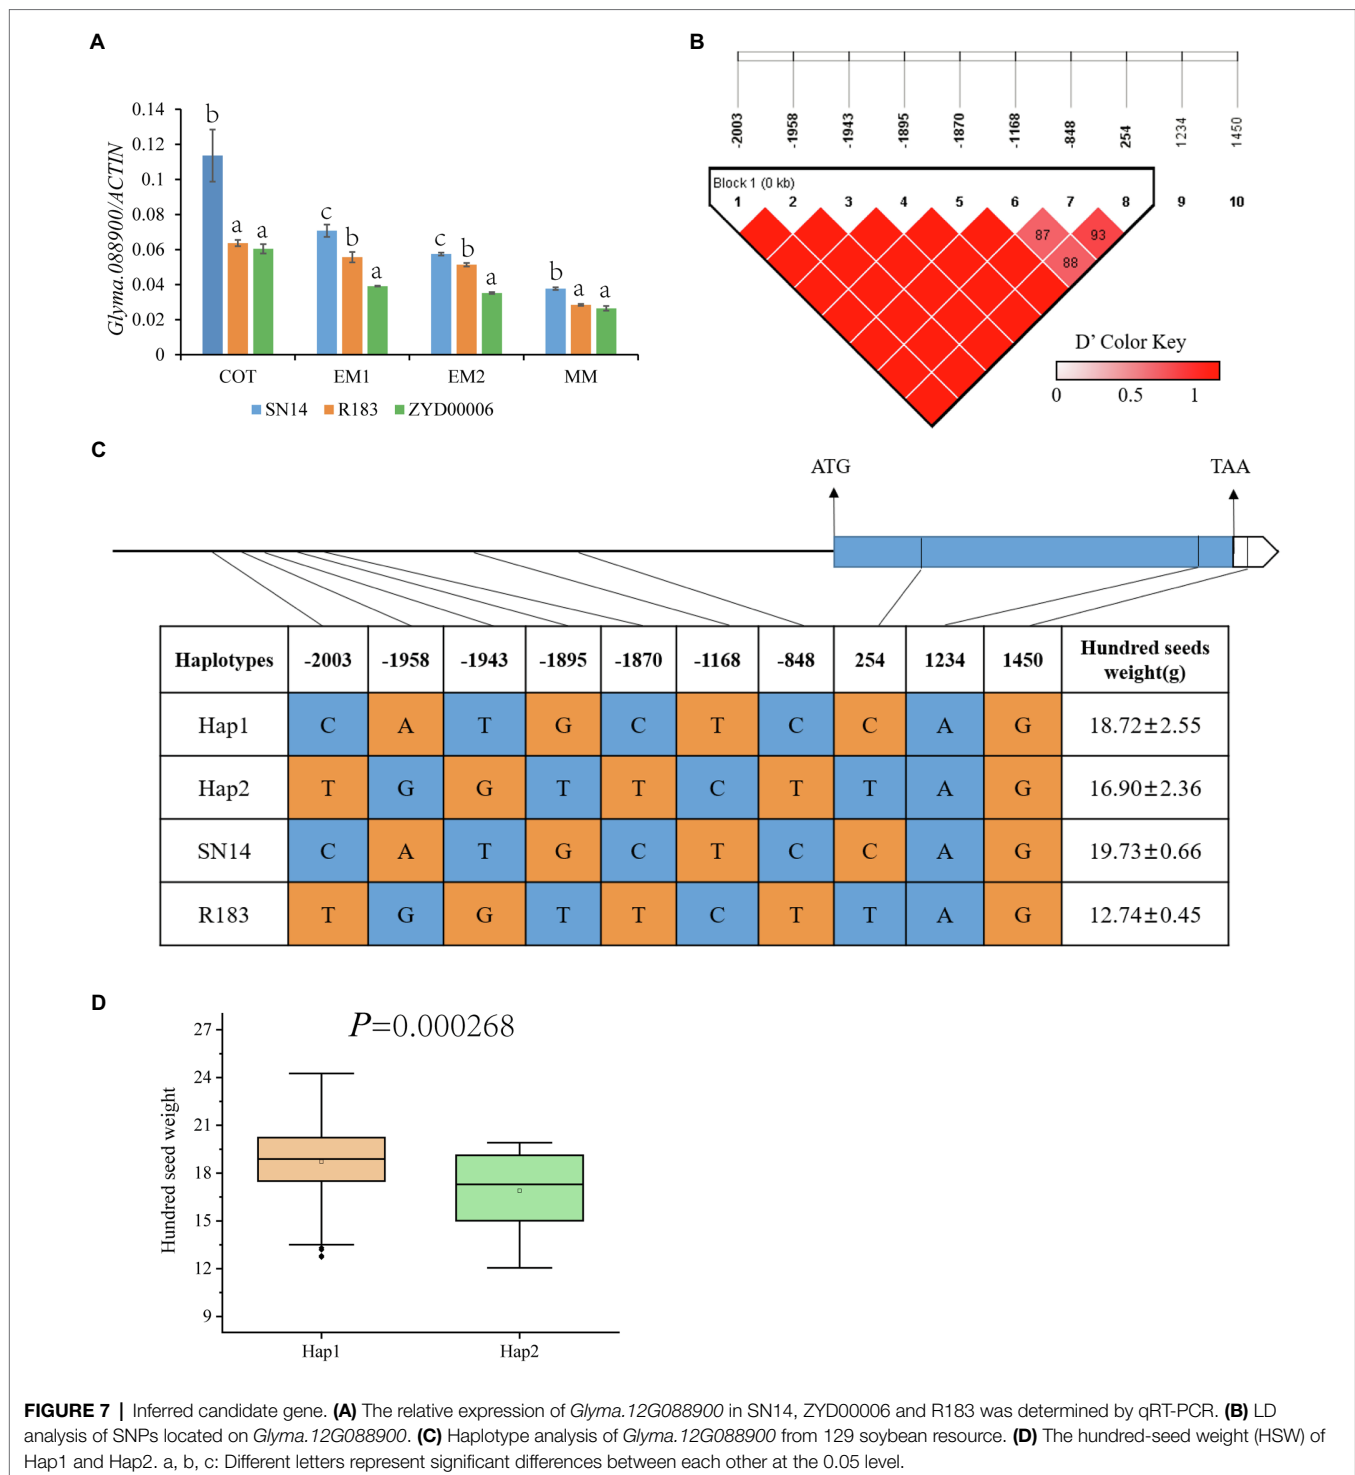 A
Glyma.088900/ACTIN
0.14
0.12
0.1
0.08
0.06
0.04
0.02
0
b
a
a
c
b
a
c
b
a
b
a
a
COT EM1 EM2 MM
SN14 R183 ZYD00006
B
-2003 -1958 -1943 -1895 -1870 -1168 -848 254 1234 1450
Block 1 (0 kb)
1 2 3 4 5 6 7 8 9 10
87 93
88
D’ Color Key
0 0.5 1
C
ATG TAA
Haplotypes -2003 -1958 -1943 -1895 -1870 -1168 -848 254 1234 1450 Hundred seeds weight(g)
Hap1 C A T G C T C C A G 18.72±2.55
Hap2 T G G T T C T T A G 16.90±2.36
SN14 C A T G C T C C A G 19.73±0.66
R183 T G G T T C T T A G 12.74±0.45
D
P=0.000268
Hundred seed weight
27
24
21
18
15
12
9
Hap1 Hap2
FIGURE 7 | Inferred candidate gene. (A) The relative expression of Glyma.12G088900 in SN14, ZYD00006 and R183 was determined by qRT-PCR. (B) LD
analysis of SNPs located on Glyma.12G088900. (C) Haplotype analysis of Glyma.12G088900 from 129 soybean resource. (D) The hundred-seed weight (HSW) of
Hap1 and Hap2. a, b, c: Different letters represent significant differences between each other at the 0.05 level.